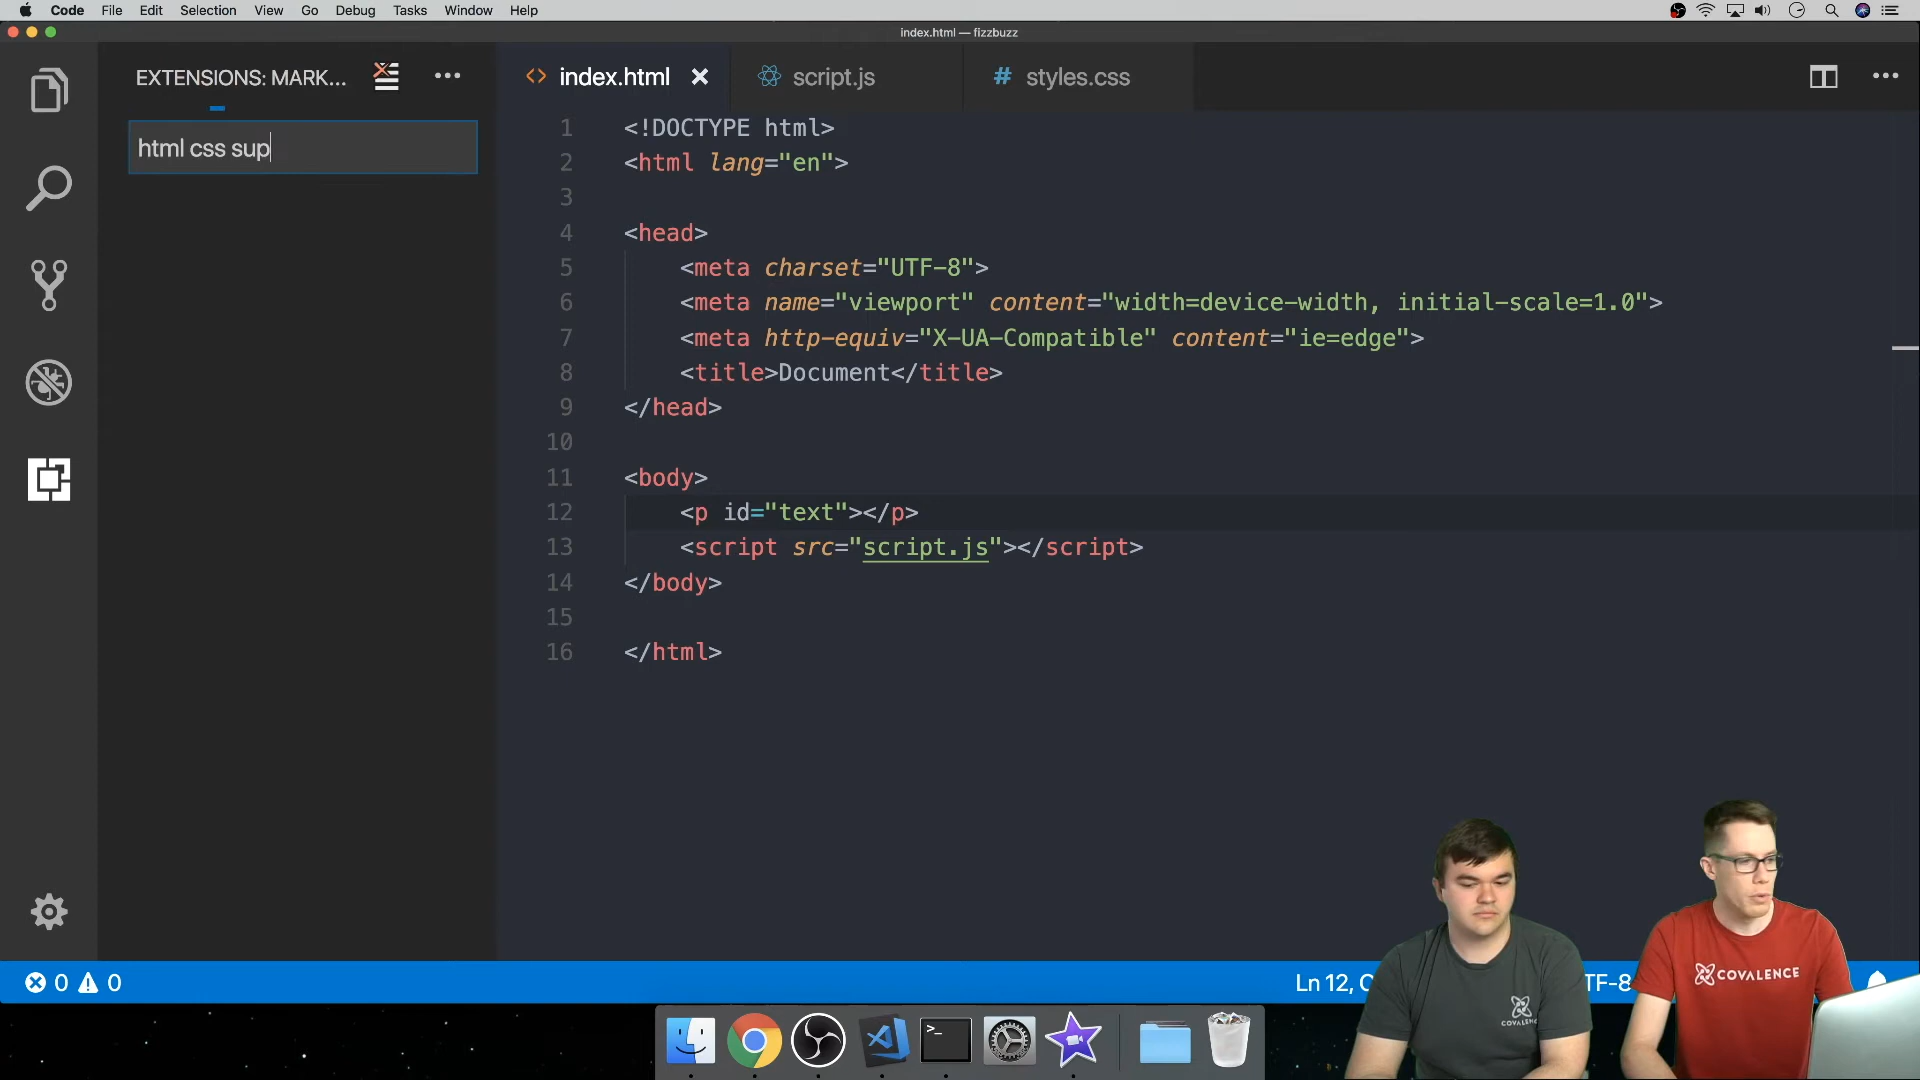 Code File Edit Selection View Go Debug Tasks Window Help
index.html — fizzbuzz
EXTENSIONS: MARK... ···
html css sup
index.html
script.js
# styles.css
···
1 <!DOCTYPE html>
2 <html lang="en">
3
4 <head>
5 <meta charset="UTF-8">
6 <meta name="viewport" content="width=device-width, initial-scale=1.0">
7 <meta http-equiv="X-UA-Compatible" content="ie=edge">
8 <title>Document</title>
9 </head>
10
11 <body>
12 <p id="text"></p>
13 <script src="script.js"></script>
14 </body>
15
16 </html>
COVALENCE
0 0
Ln 12, C
TF-8